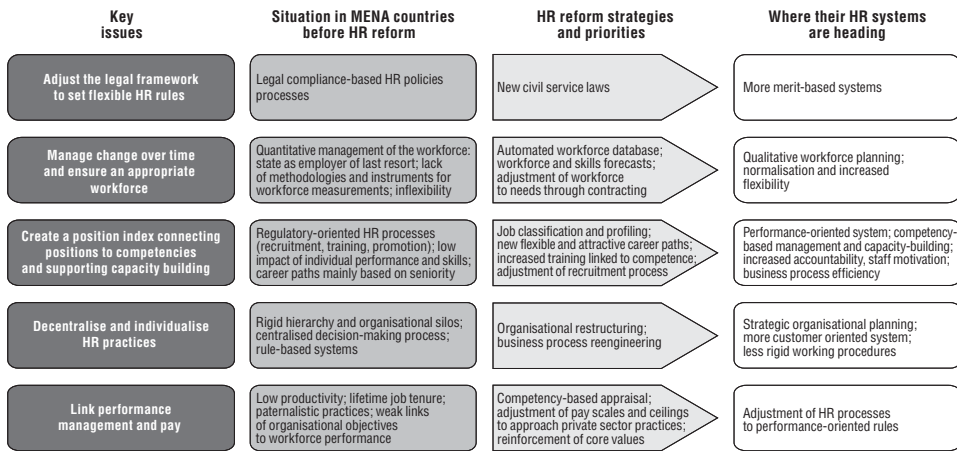 Key
issues
Situation in MENA countries
before HR reform
HR reform strategies
and priorities
Where their HR systems
are heading
Adjust the legal framework
to set flexible HR rules
Legal compliance-based HR policies
processes
New civil service laws
More merit-based systems
Manage change over time
and ensure an appropriate
workforce
Quantitative management of the workforce:
state as employer of last resort; lack
of methodologies and instruments for
workforce measurements; inflexibility
Automated workforce database;
workforce and skills forecasts;
adjustment of workforce
to needs through contracting
Qualitative workforce planning;
normalisation and increased
flexibility
Create a position index connecting
positions to competencies
and supporting capacity building
Regulatory-oriented HR processes
(recruitment, training, promotion); low
impact of individual performance and skills;
career paths mainly based on seniority
Job classification and profiling;
new flexible and attractive career paths;
increased training linked to competence;
adjustment of recruitment process
Performance-oriented system; competency-
based management and capacity-building;
increased accountability, staff motivation;
business process efficiency
Decentralise and individualise
HR practices
Rigid hierarchy and organisational silos;
centralised decision-making process;
rule-based systems
Organisational restructuring;
business process reengineering
Strategic organisational planning;
more customer oriented system;
less rigid working procedures
Link performance
management and pay
Low productivity; lifetime job tenure;
paternalistic practices; weak links
of organisational objectives
to workforce performance
Competency-based appraisal;
adjustment of pay scales and ceilings
to approach private sector practices;
reinforcement of core values
Adjustment of HR processes
to performance-oriented rules